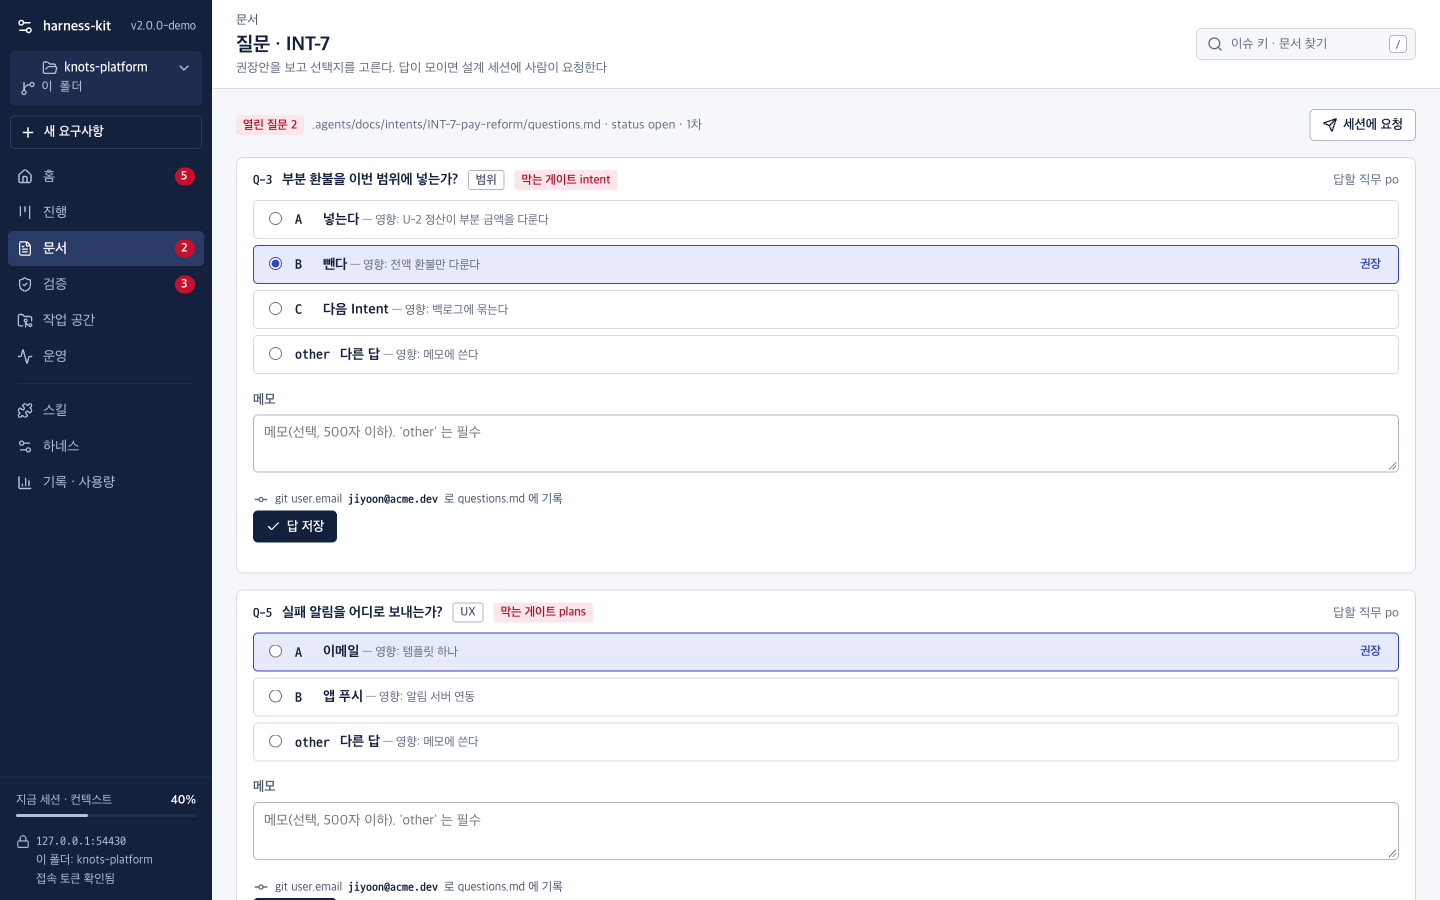 harness-kit v2.0.0-demo
knots-platform
이 폴더
새 요구사항
홈 5
진행
문서 2
검증 3
작업 공간
운영
스킬
하네스
기록 · 사용량
지금 세션 · 컨텍스트 40%
127.0.0.1:54430
이 폴더: knots-platform
접속 토큰 확인됨
문서
질문 · INT-7
권장안을 보고 선택지를 고른다. 답이 모이면 설계 세션에 사람이 요청한다
이슈 키 · 문서 찾기 /
열린 질문 2 .agents/docs/intents/INT-7-pay-reform/questions.md · status open · 1차
세션에 요청
Q-3 부분 환불을 이번 범위에 넣는가? 범위 막는 게이트 intent 답할 직무 po
A 넣는다 — 영향: U-2 정산이 부분 금액을 다룬다
B 뺀다 — 영향: 전액 환불만 다룬다 권장
C 다음 Intent — 영향: 백로그에 묶는다
other 다른 답 — 영향: 메모에 쓴다
메모
메모(선택, 500자 이하). 'other' 는 필수
git user.email jiyoon@acme.dev 로 questions.md 에 기록
답 저장
Q-5 실패 알림을 어디로 보내는가? UX 막는 게이트 plans 답할 직무 po
A 이메일 — 영향: 템플릿 하나 권장
B 앱 푸시 — 영향: 알림 서버 연동
other 다른 답 — 영향: 메모에 쓴다
메모
메모(선택, 500자 이하). 'other' 는 필수
git user.email jiyoon@acme.dev 로 questions.md 에 기록